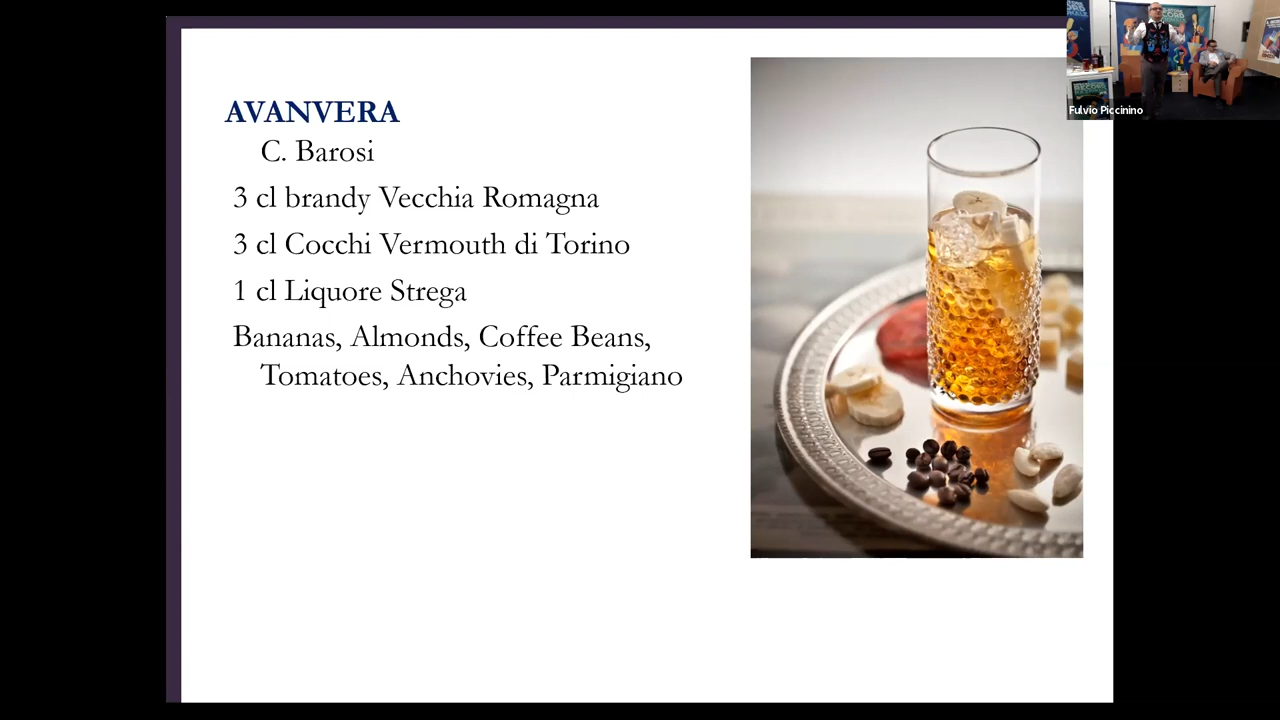 AVANVERA
C. Barosi
3 cl brandy Vecchia Romagna
3 cl Cocchi Vermouth di Torino
1 cl Liquore Strega
Bananas, Almonds, Coffee Beans,
Tomatoes, Anchovies, Parmigiano
Fulvio Piccinino